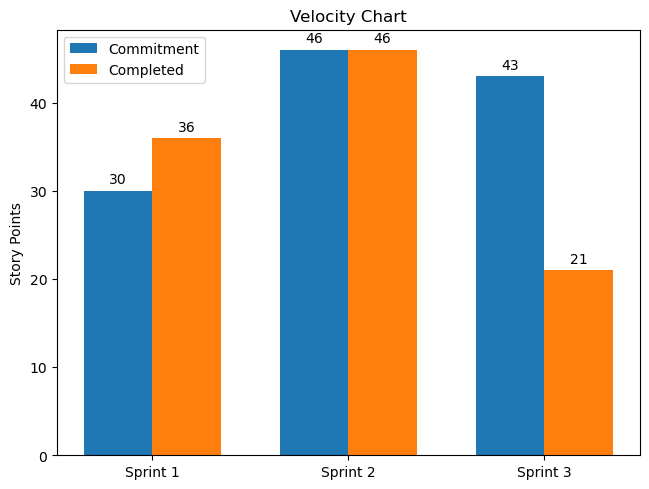 Velocity Chart
Commitment
Completed
46
46
43
36
30
21
Story Points
40
30
20
10
0
Sprint 1
Sprint 2
Sprint 3